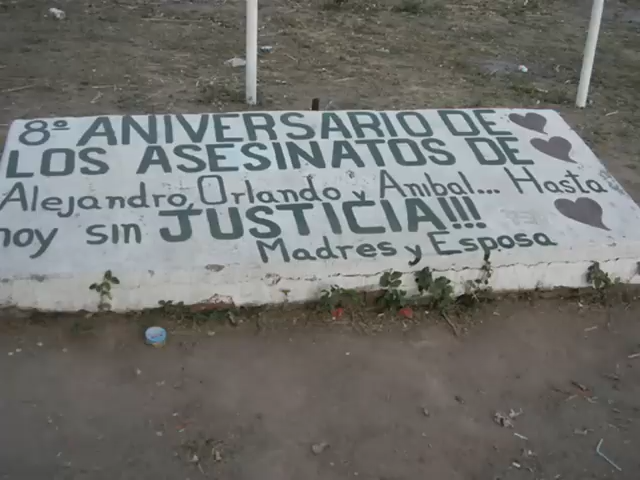 8º ANIVERSARIO DE
LOS ASESINATOS DE
Alejandro, Orlando y Anibal... Hasta
hoy sin JUSTICIA!!!
Madres y Esposa